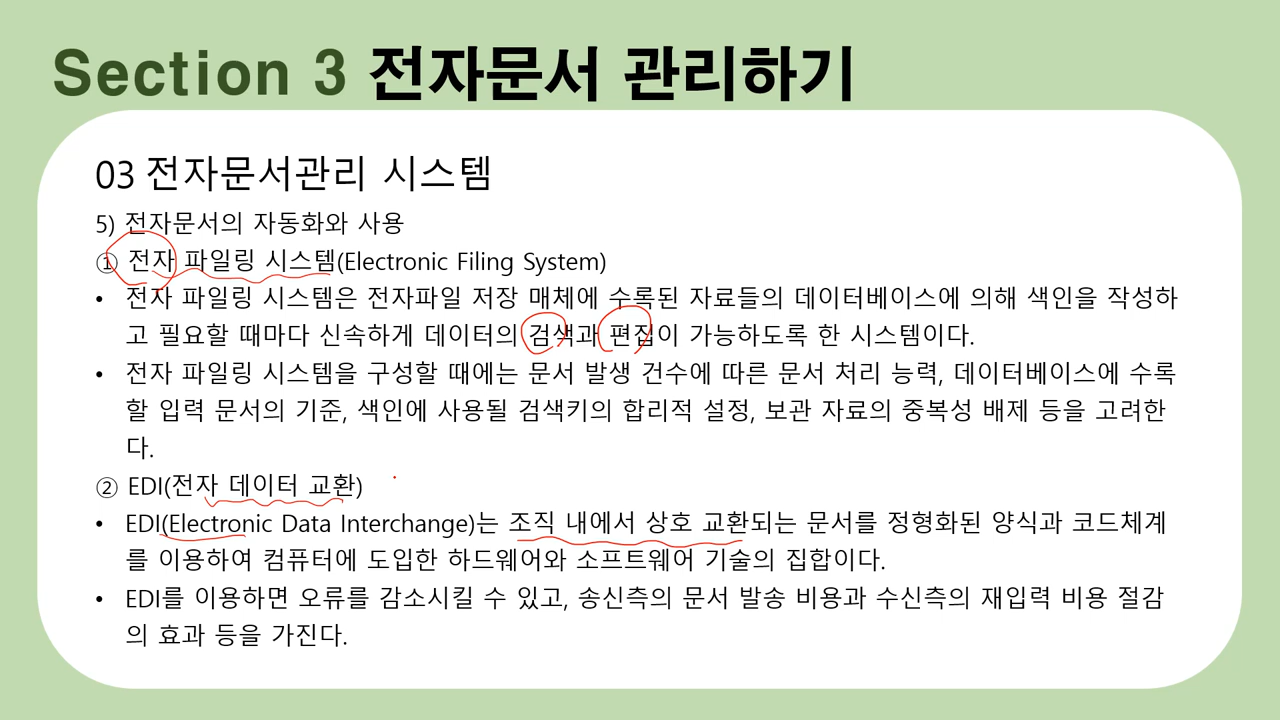 Section 3 전자문서 관리하기
03 전자문서관리 시스템
5) 전자문서의 자동화와 사용
① 전자 파일링 시스템(Electronic Filing System)
• 전자 파일링 시스템은 전자파일 저장 매체에 수록된 자료들의 데이터베이스에 의해 색인을 작성하
고 필요할 때마다 신속하게 데이터의 검색과 편집이 가능하도록 한 시스템이다.
• 전자 파일링 시스템을 구성할 때에는 문서 발생 건수에 따른 문서 처리 능력, 데이터베이스에 수록
할 입력 문서의 기준, 색인에 사용될 검색키의 합리적 설정, 보관 자료의 중복성 배제 등을 고려한
다.
② EDI(전자 데이터 교환)
• EDI(Electronic Data Interchange)는 조직 내에서 상호 교환되는 문서를 정형화된 양식과 코드체계
를 이용하여 컴퓨터에 도입한 하드웨어와 소프트웨어 기술의 집합이다.
• EDI를 이용하면 오류를 감소시킬 수 있고, 송신측의 문서 발송 비용과 수신측의 재입력 비용 절감
의 효과 등을 가진다.